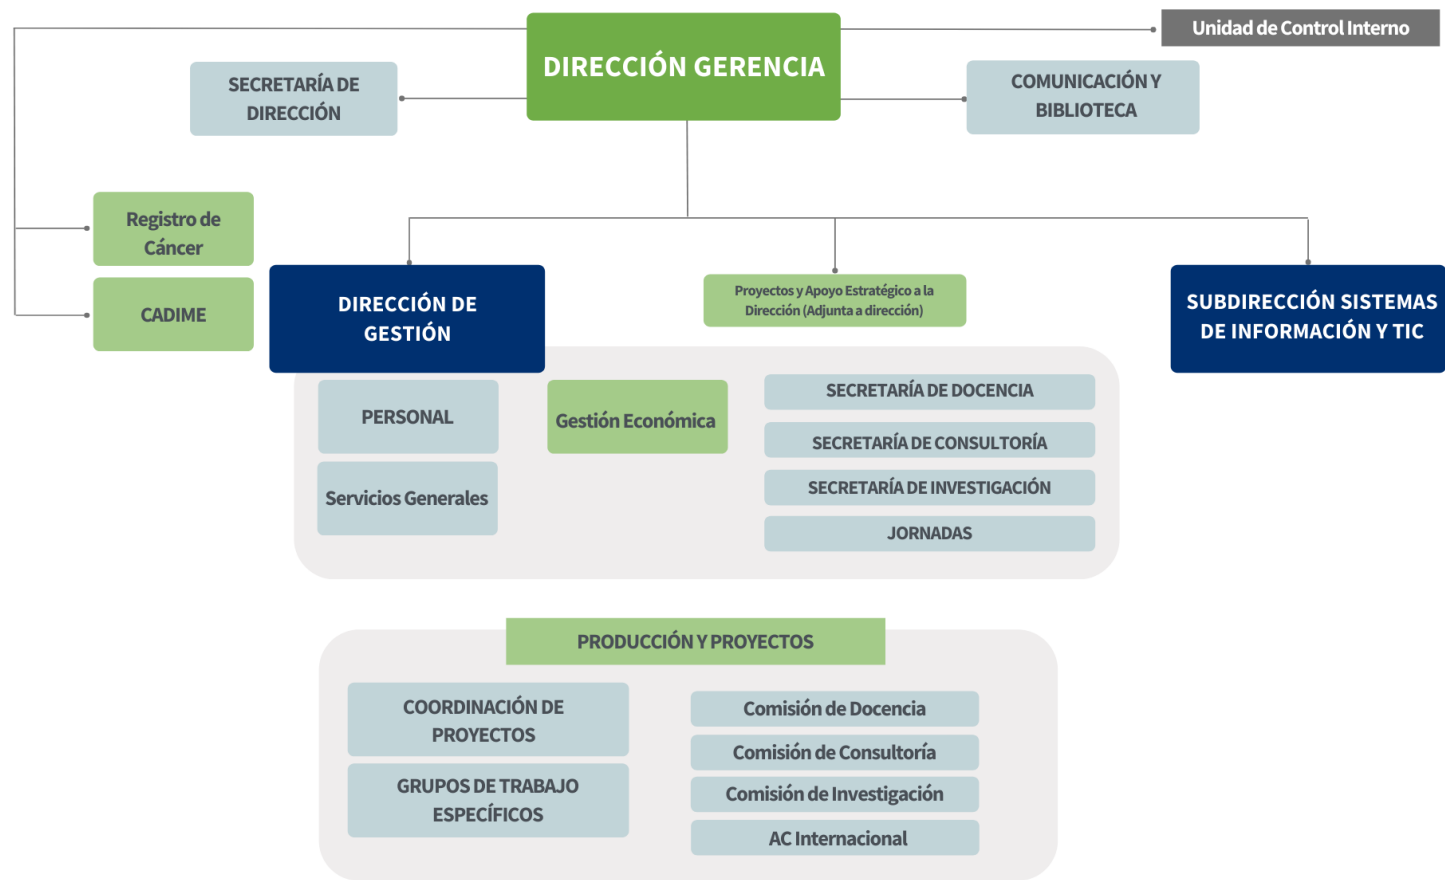 Unidad de Control Interno
DIRECCIÓN GERENCIA
SECRETARÍA DE
DIRECCIÓN
COMUNICACIÓN Y
BIBLIOTECA
Registro de
Cáncer
CADIME
DIRECCIÓN DE
GESTIÓN
Proyectos y Apoyo Estratégico a la
Dirección (Adjunta a dirección)
SUBDIRECCIÓN SISTEMAS
DE INFORMACIÓN Y TIC
PERSONAL
Servicios Generales
Gestión Económica
SECRETARÍA DE DOCENCIA
SECRETARÍA DE CONSULTORÍA
SECRETARÍA DE INVESTIGACIÓN
JORNADAS
PRODUCCIÓN Y PROYECTOS
COORDINACIÓN DE
PROYECTOS
GRUPOS DE TRABAJO
ESPECÍFICOS
Comisión de Docencia
Comisión de Consultoría
Comisión de Investigación
AC Internacional